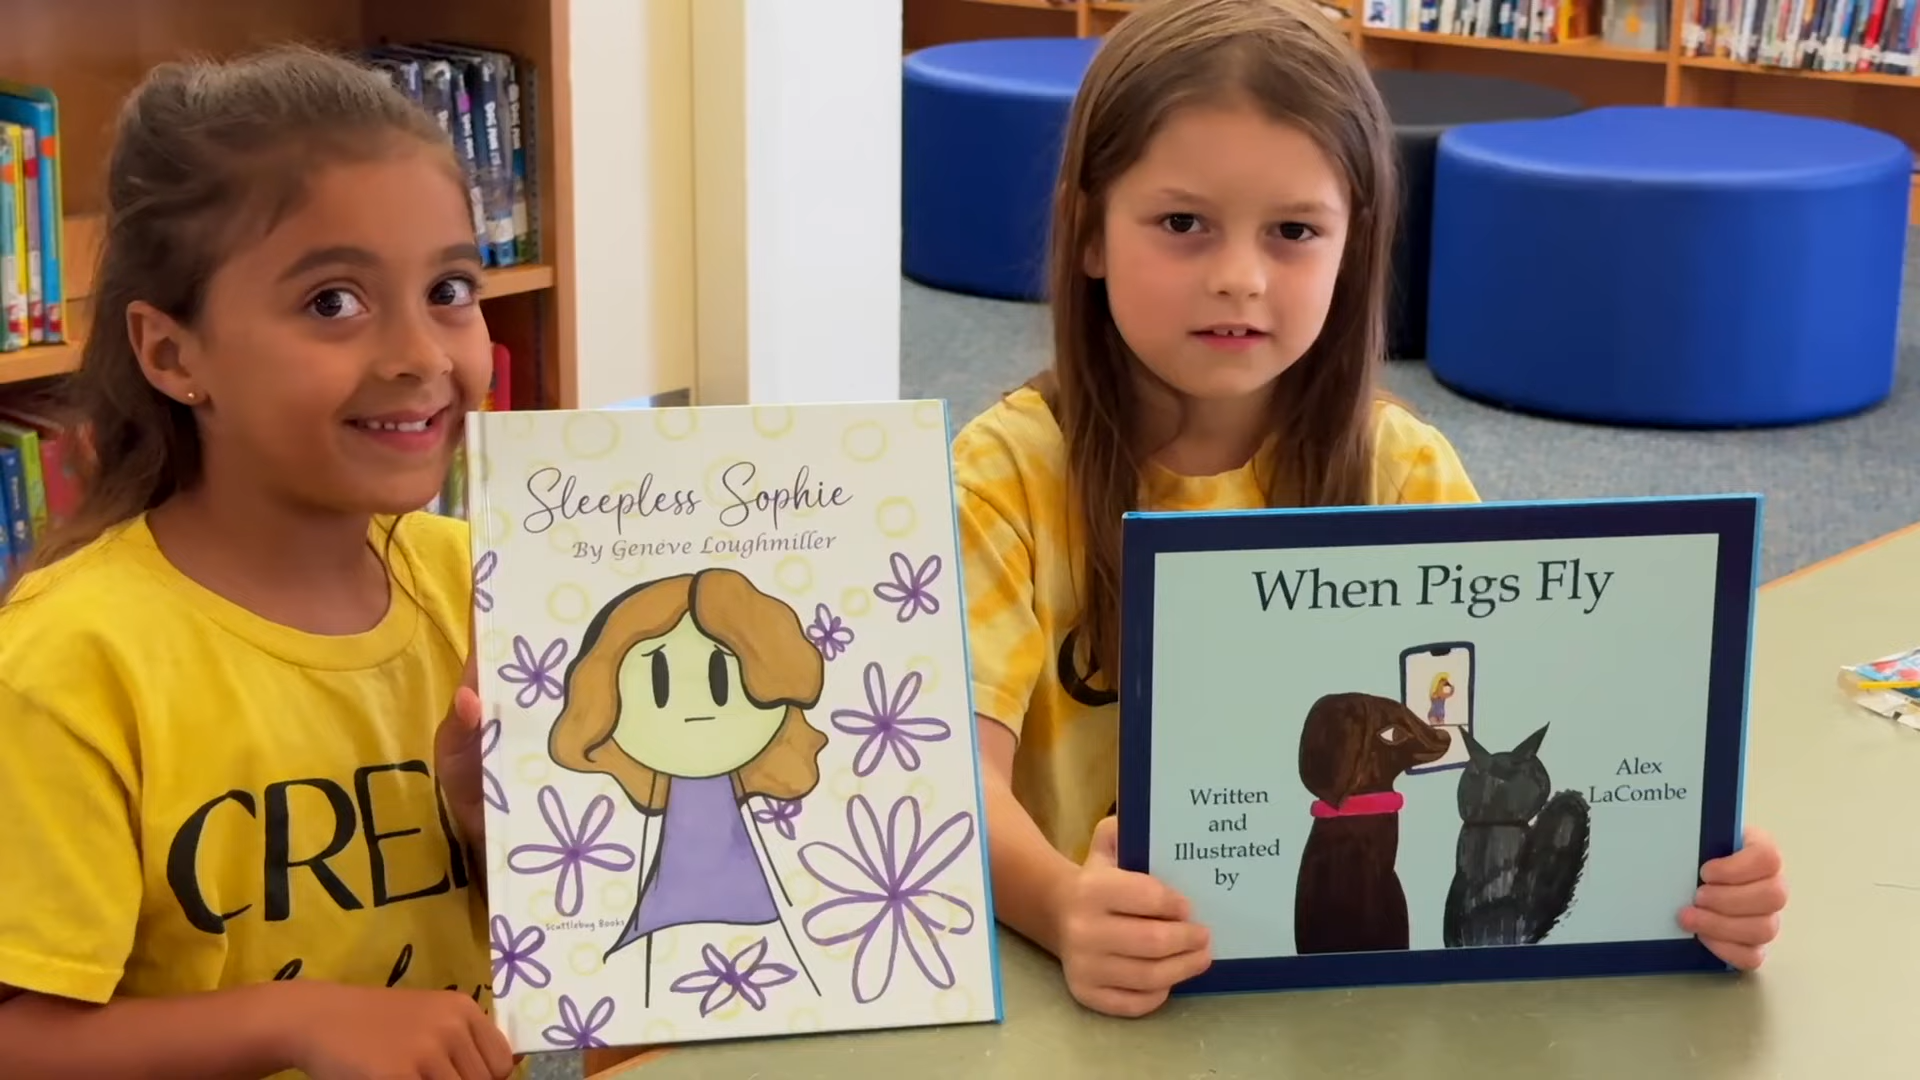 Sleepless Sophie
By Geneve Loughmiller
Scuttlebug Books
CRE
When Pigs Fly
Written
and
Illustrated
by
Alex
LaCombe